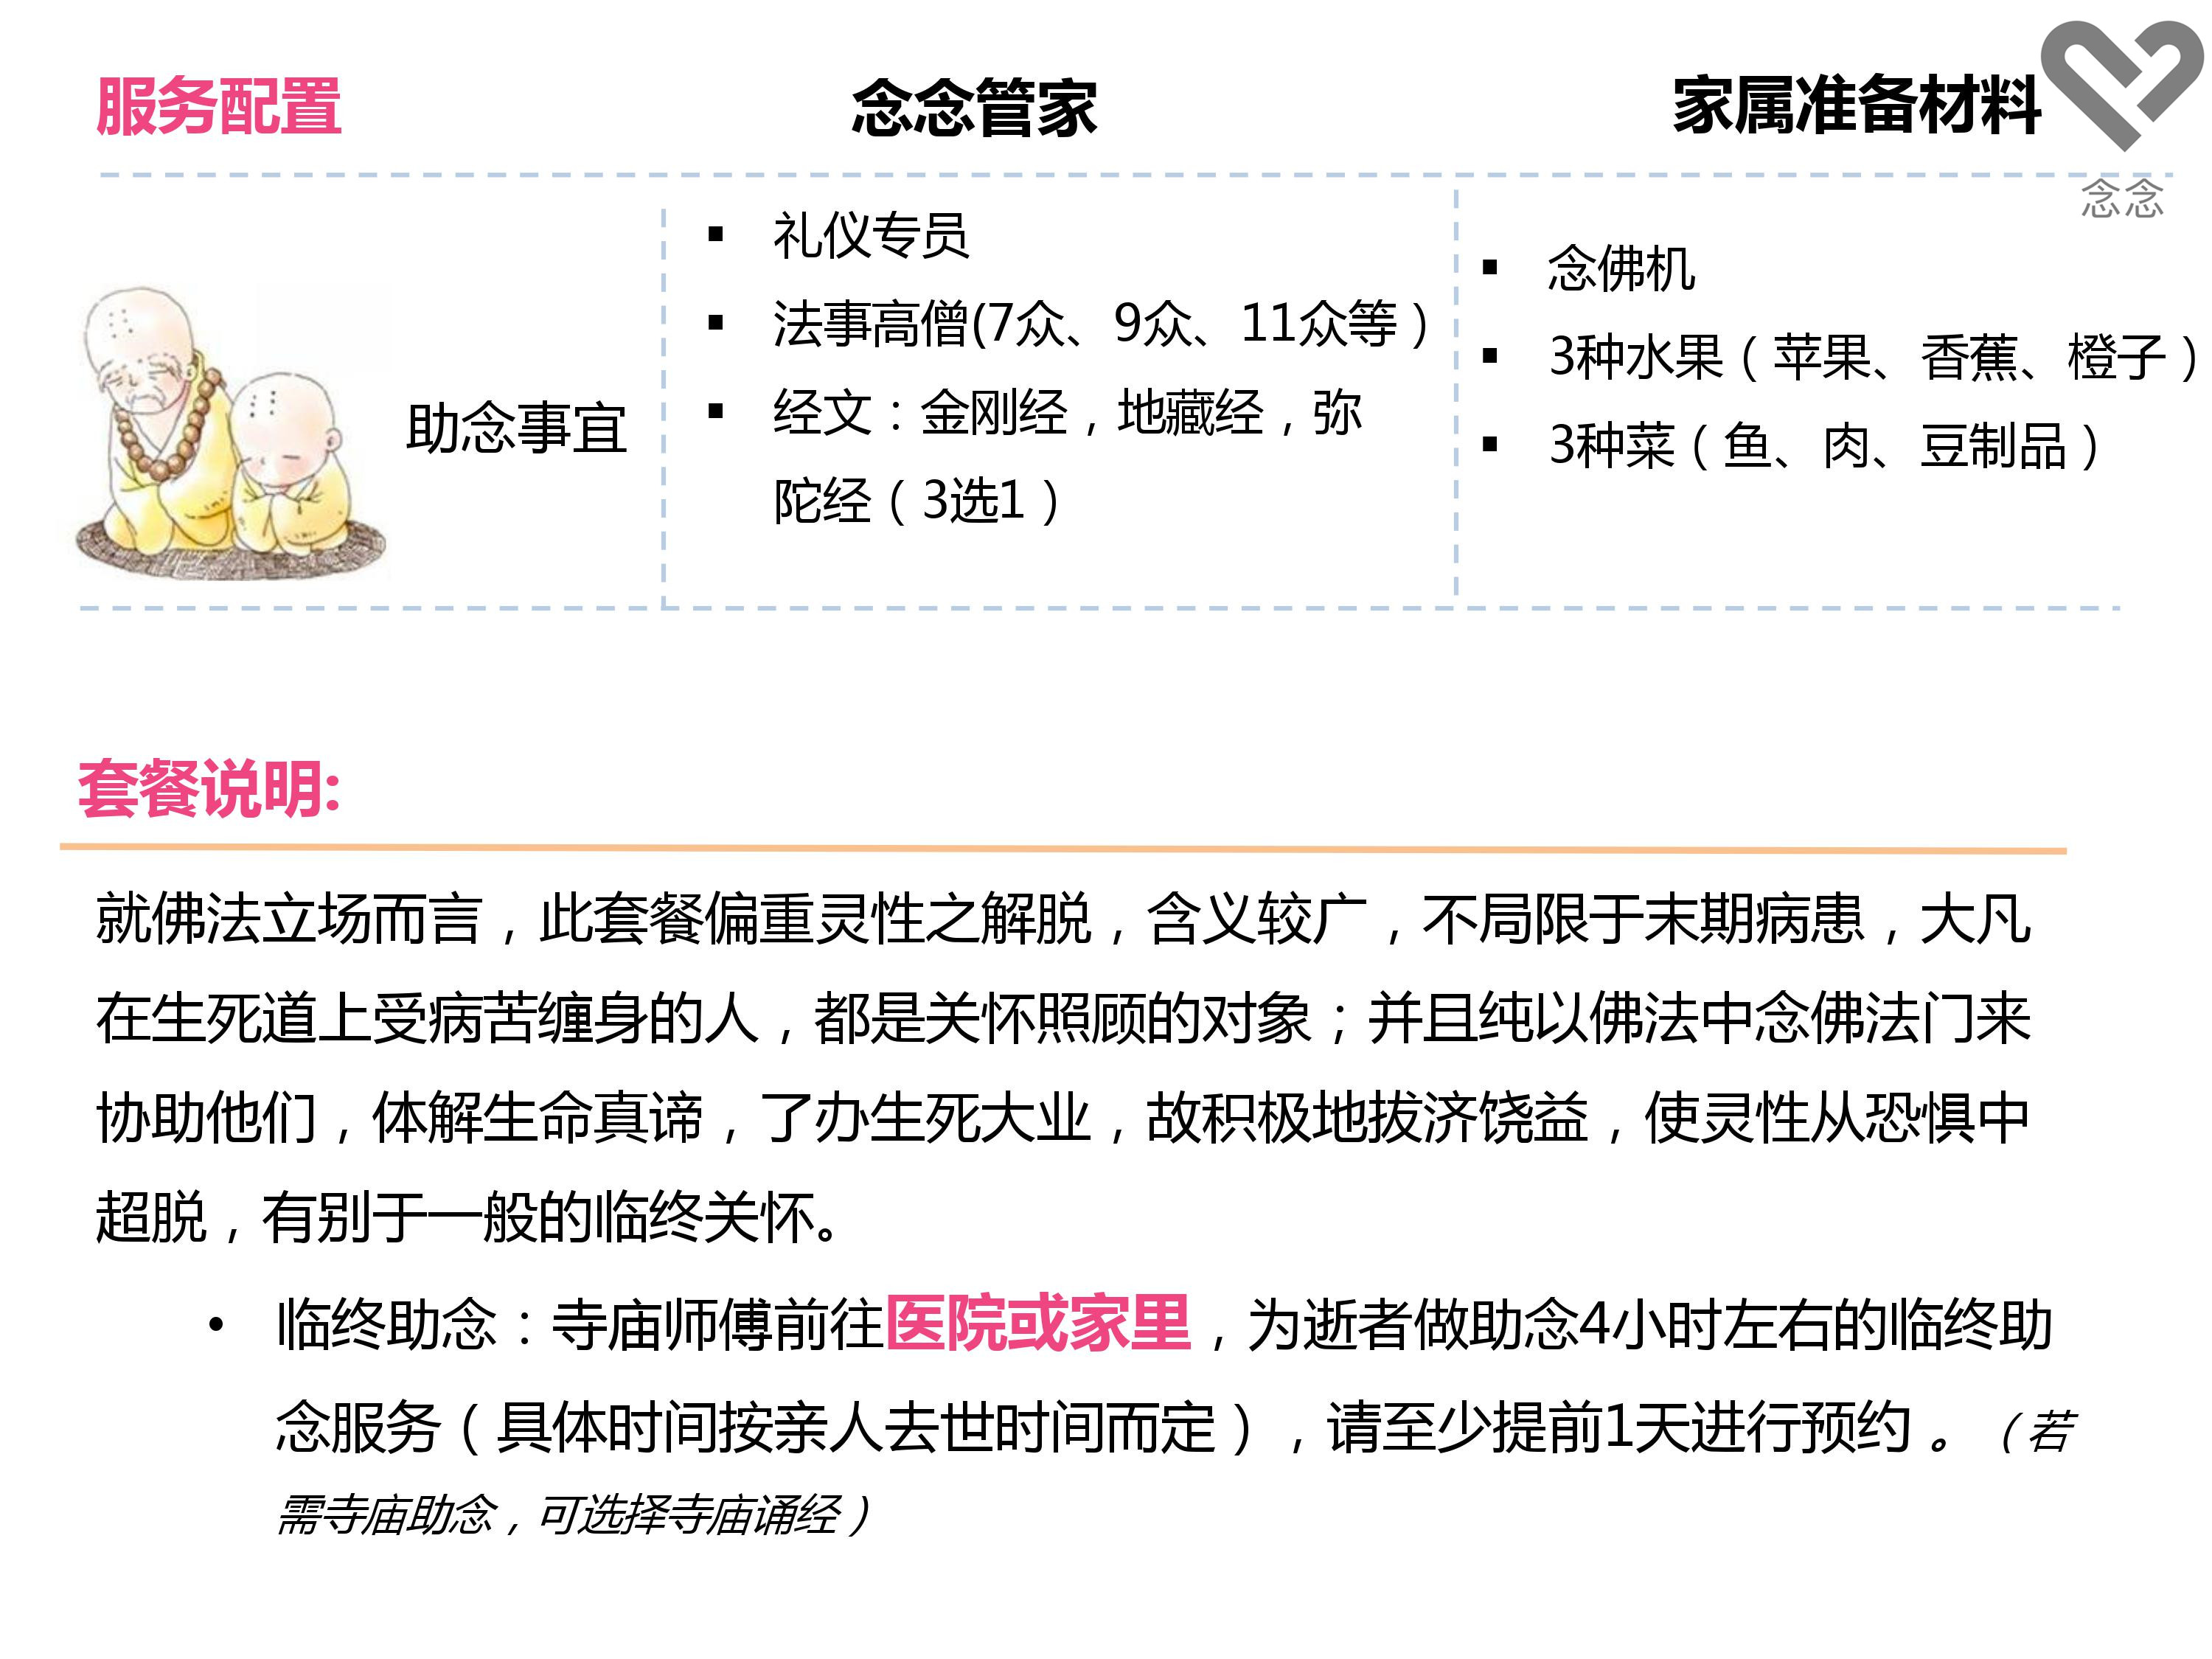 服务配置 念念管家 家属准备材料
念念
助念事宜
▪ 礼仪专员
▪ 法事高僧(7众、9众、11众等）
▪ 经文：金刚经，地藏经，弥
陀经（3选1）
▪ 念佛机
▪ 3种水果（苹果、香蕉、橙子）
▪ 3种菜（鱼、肉、豆制品）
套餐说明:
就佛法立场而言，此套餐偏重灵性之解脱，含义较广，不局限于末期病患，大凡
在生死道上受病苦缠身的人，都是关怀照顾的对象；并且纯以佛法中念佛法门来
协助他们，体解生命真谛，了办生死大业，故积极地拔济饶益，使灵性从恐惧中
超脱，有别于一般的临终关怀。
• 临终助念：寺庙师傅前往医院或家里，为逝者做助念4小时左右的临终助
念服务（具体时间按亲人去世时间而定），请至少提前1天进行预约。（若
需寺庙助念，可选择寺庙诵经）